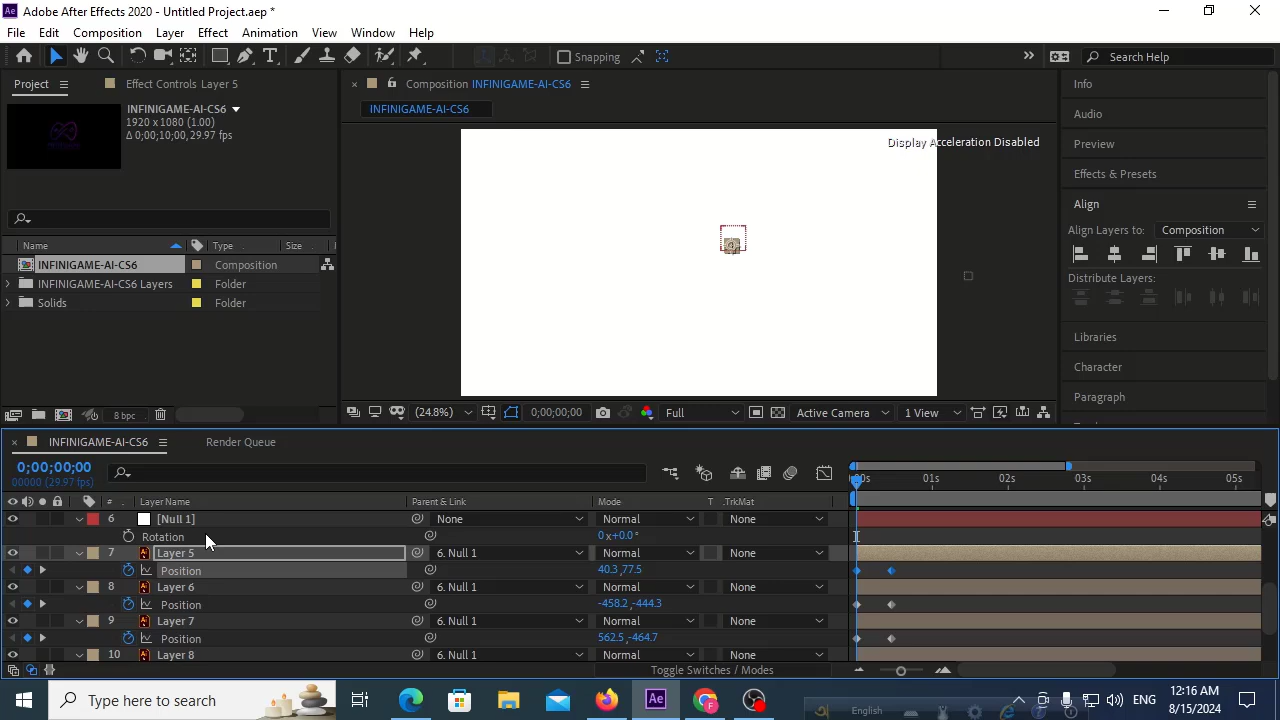 Adobe After Effects 2020 - Untitled Project.aep *
File Edit Composition Layer Effect Animation View Window Help
Snapping
Search Help
Project
Effect Controls Layer 5
Composition INFINIGAME-AI-CS6
Info
INFINIGAME-AI-CS6
1920 x 1080 (1.00)
Δ 0;00;10;00, 29.97 fps
INFINIGAME-AI-CS6
Display Acceleration Disabled
Audio
Preview
Effects & Presets
Align
Align Layers to: Composition
Distribute Layers:
Name Type Size
INFINIGAME-AI-CS6 Composition
INFINIGAME-AI-CS6 Layers Folder
Solids Folder
Libraries
Character
Paragraph
8 bpc
(24.8%) 0;00;00;00 Full Active Camera 1 View
INFINIGAME-AI-CS6 Render Queue
0;00;00;00
00000 (29.97 fps)
:00s 01s 02s 03s 04s 05s
# Layer Name Parent & Link Mode T .TrkMat
6 [Null 1] None Normal None
Rotation 0 x+0.0 °
7 Layer 5 6. Null 1 Normal None
Position 40.3,77.5
8 Layer 6 6. Null 1 Normal None
Position -458.2,-444.3
9 Layer 7 6. Null 1 Normal None
Position 562.5,-464.7
10 Layer 8 6. Null 1 Normal None
Toggle Switches / Modes
Type here to search
ENG
12:16 AM
8/15/2024
English